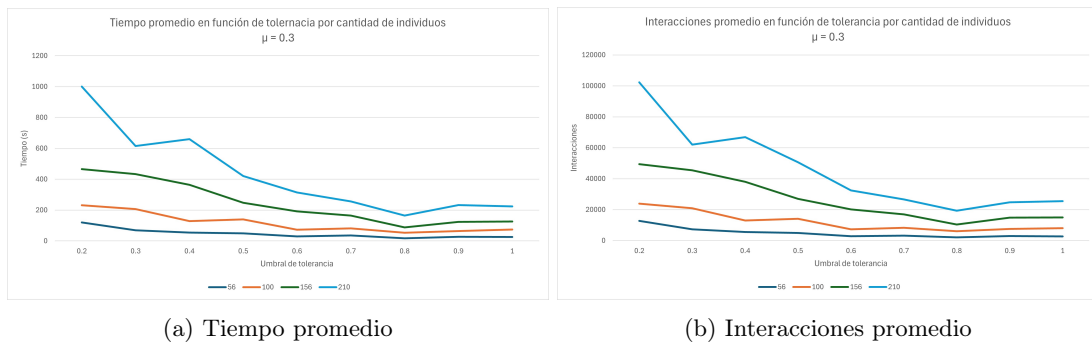 Tiempo promedio en función de tolernacia por cantidad de individuos
μ = 0.3
1200
1000
800
600
400
200
0
Tiempo (s)
0.2 0.3 0.4 0.5 0.6 0.7 0.8 0.9 1
Umbral de tolerancia
56 100 156 210
(a) Tiempo promedio
Interacciones promedio en función de tolerancia por cantidad de individuos
μ = 0.3
120000
100000
80000
60000
40000
20000
0
Interacciones
0.2 0.3 0.4 0.5 0.6 0.7 0.8 0.9 1
Umbral de tolerancia
56 100 156 210
(b) Interacciones promedio